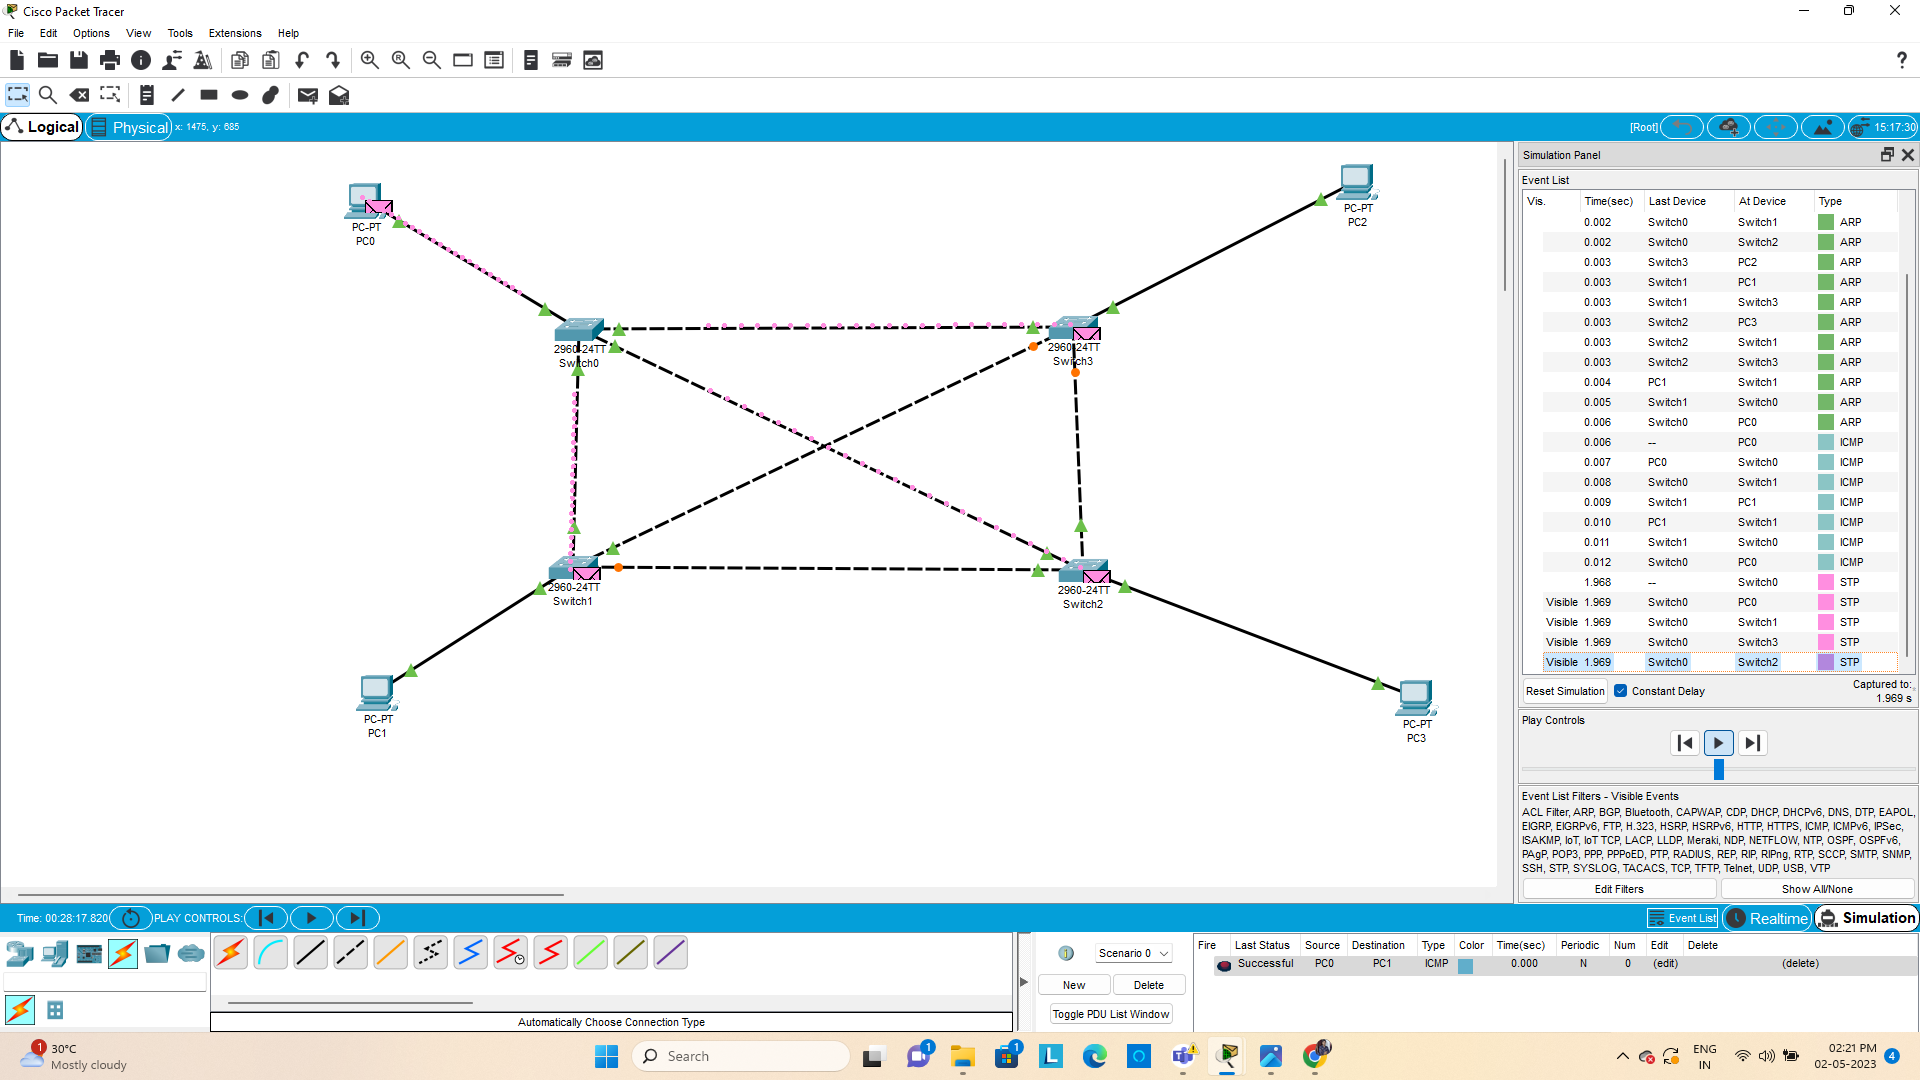 Cisco Packet Tracer
File Edit Options View Tools Extensions Help
?
Logical Physical x: 1475, y: 685 [Root] 15:17:30
Simulation Panel
Event List
Vis. Time(sec) Last Device At Device Type
0.002 Switch0 Switch1 ARP
0.002 Switch0 Switch2 ARP
0.003 Switch3 PC2 ARP
0.003 Switch1 PC1 ARP
0.003 Switch1 Switch3 ARP
0.003 Switch2 PC3 ARP
0.003 Switch2 Switch1 ARP
0.003 Switch2 Switch3 ARP
0.004 PC1 Switch1 ARP
0.005 Switch1 Switch0 ARP
0.006 Switch0 PC0 ARP
0.006 -- PC0 ICMP
0.007 PC0 Switch0 ICMP
0.008 Switch0 Switch1 ICMP
0.009 Switch1 PC1 ICMP
0.010 PC1 Switch1 ICMP
0.011 Switch1 Switch0 ICMP
0.012 Switch0 PC0 ICMP
1.968 -- Switch0 STP
Visible 1.969 Switch0 PC0 STP
Visible 1.969 Switch0 Switch1 STP
Visible 1.969 Switch0 Switch3 STP
Visible 1.969 Switch0 Switch2 STP
Reset Simulation Constant Delay Captured to:
1.969 s
Play Controls
Event List Filters - Visible Events
ACL Filter, ARP, BGP, Bluetooth, CAPWAP, CDP, DHCP, DHCPv6, DNS, DTP, EAPOL,
EIGRP, EIGRPv6, FTP, H.323, HSRP, HSRPv6, HTTP, HTTPS, ICMP, ICMPv6, IPSec,
ISAKMP, IoT, IoT TCP, LACP, LLDP, Meraki, NDP, NETFLOW, NTP, OSPF, OSPFv6,
PAgP, POP3, PPP, PPPoED, PTP, RADIUS, REP, RIP, RIPng, RTP, SCCP, SMTP, SNMP,
SSH, STP, SYSLOG, TACACS, TCP, TFTP, Telnet, UDP, USB, VTP
Edit Filters Show All/None
PC-PT
PC0
PC-PT
PC2
2960-24TT
Switch0
2960-24TT
Switch3
2960-24TT
Switch1
2960-24TT
Switch2
PC-PT
PC1
PC-PT
PC3
Time: 00:28:17.820 PLAY CONTROLS: Event List Realtime Simulation
Scenario 0
New Delete
Toggle PDU List Window
Fire Last Status Source Destination Type Color Time(sec) Periodic Num Edit Delete
Successful PC0 PC1 ICMP 0.000 N 0 (edit) (delete)
Automatically Choose Connection Type
1
30°C
Mostly cloudy
Search
1
1
L
ENG
IN
02:21 PM
02-05-2023
4